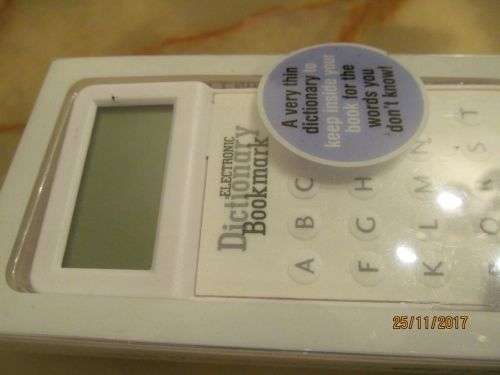 A very thin
dictionary to
keep inside your
book for the
words you
don't know!
ELECTRONIC
Dictionary
Bookmark
A B C
F G H
K L M N
S T
25/11/2017